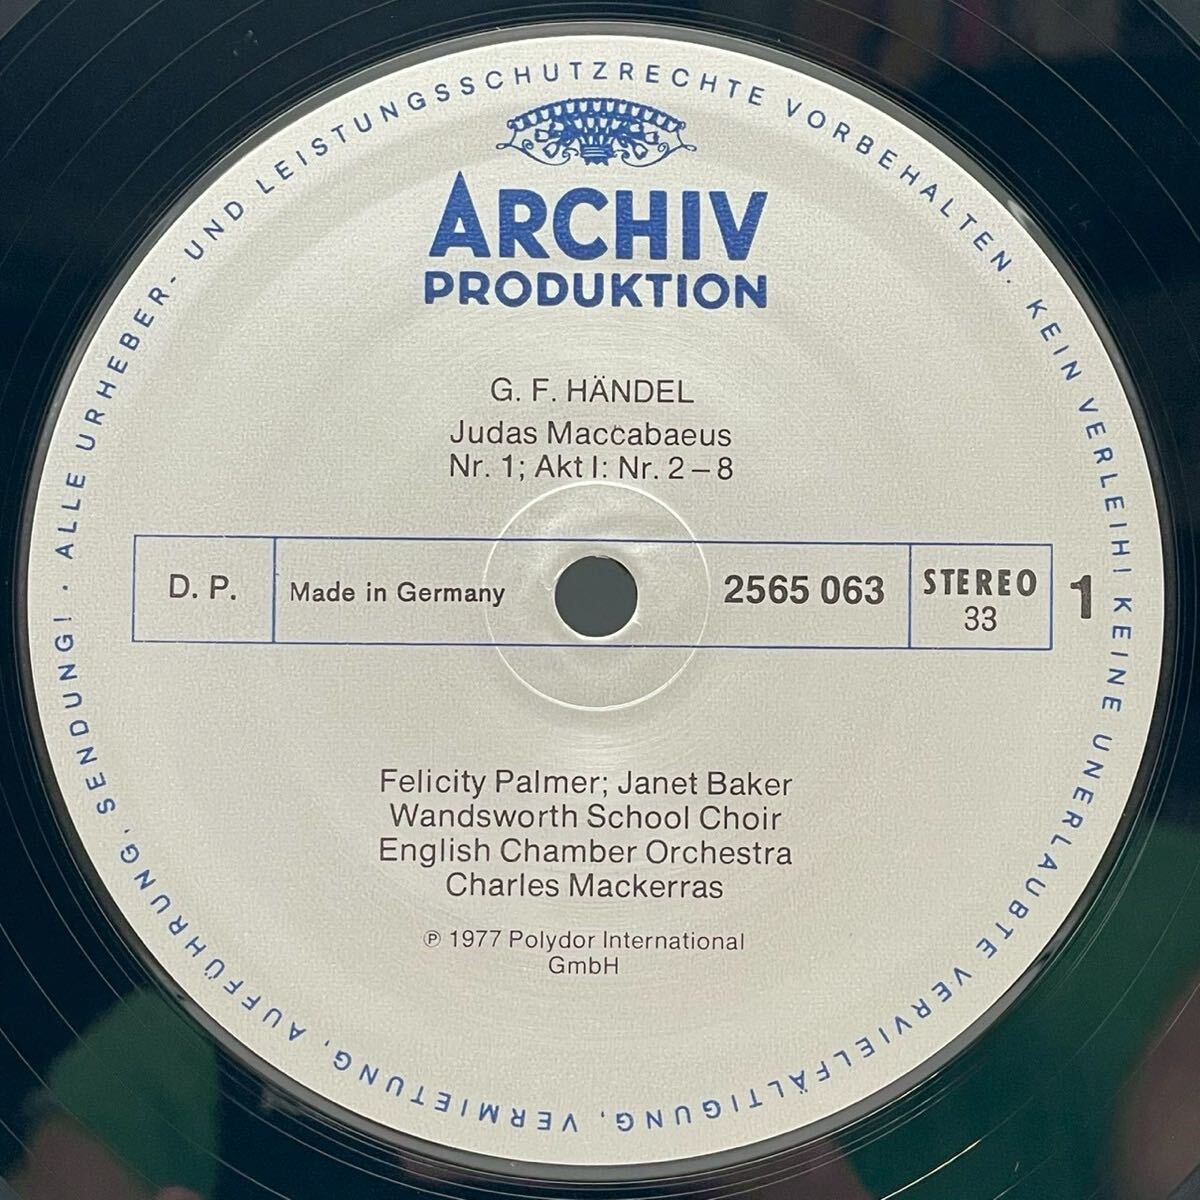 ALLE URHEBER- UND LEISTUNGSSCHUTZRECHTE VORBEHALTEN. KEIN VERLEIH! KEINE UNERLAUBTE VERVIELFÄLTIGUNG, VERMIETUNG, AUFFÜHRUNG, SENDUNG! ·
ARCHIV
PRODUKTION
G. F. HÄNDEL
Judas Maccabaeus
Nr. 1; Akt I: Nr. 2 – 8
D. P.
Made in Germany
2565 063
STEREO
33
1
Felicity Palmer; Janet Baker
Wandsworth School Choir
English Chamber Orchestra
Charles Mackerras
℗ 1977 Polydor International
GmbH